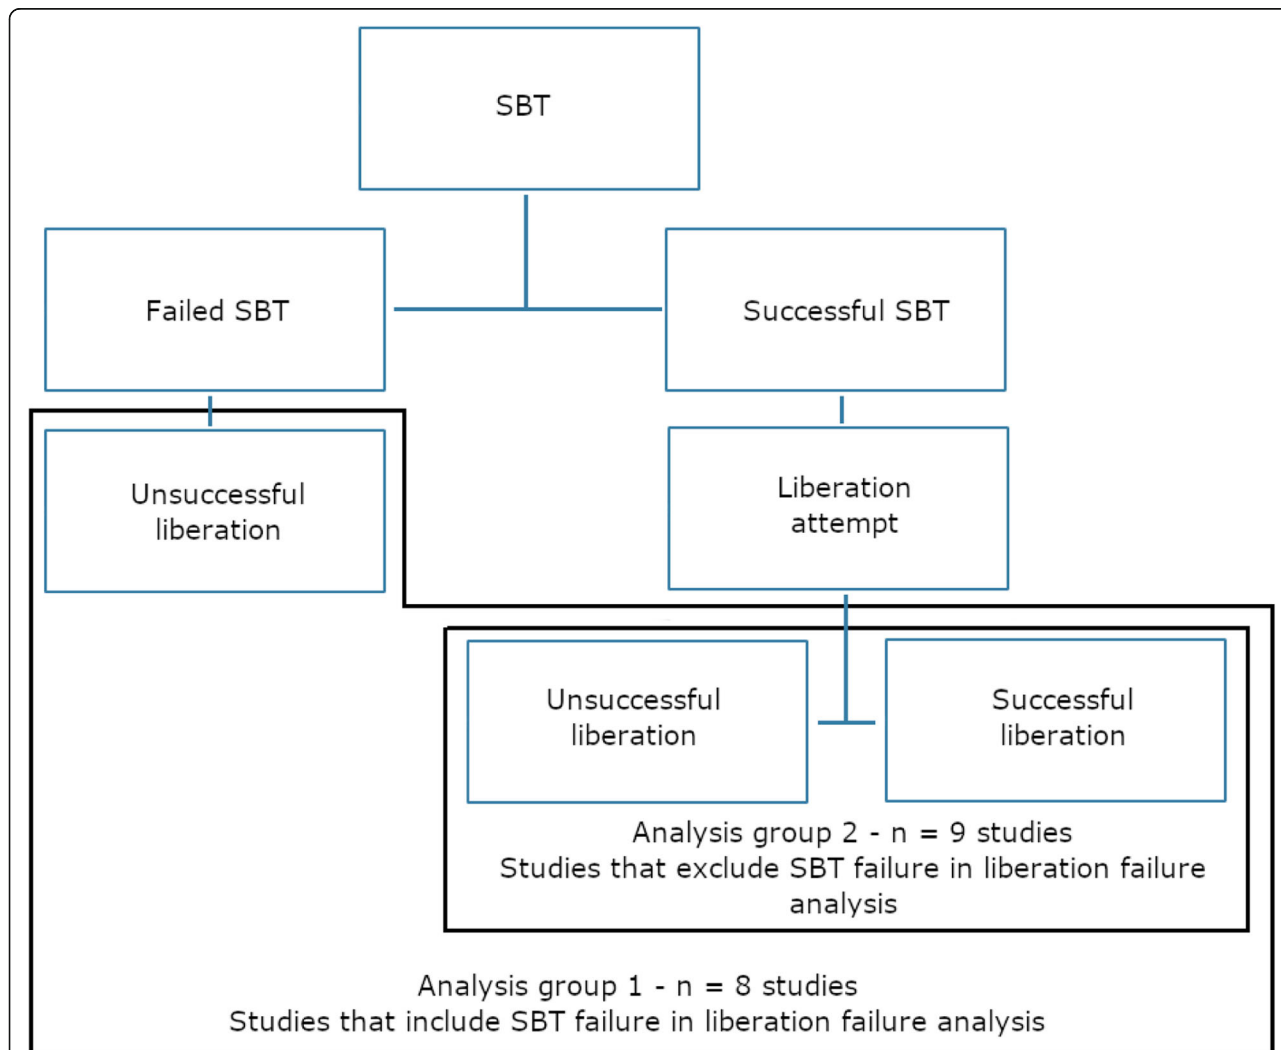 SBT
Failed SBT
Successful SBT
Unsuccessful
liberation
Liberation
attempt
Unsuccessful
liberation
Successful
liberation
Analysis group 2 - n = 9 studies
Studies that exclude SBT failure in liberation failure
analysis
Analysis group 1 - n = 8 studies
Studies that include SBT failure in liberation failure analysis